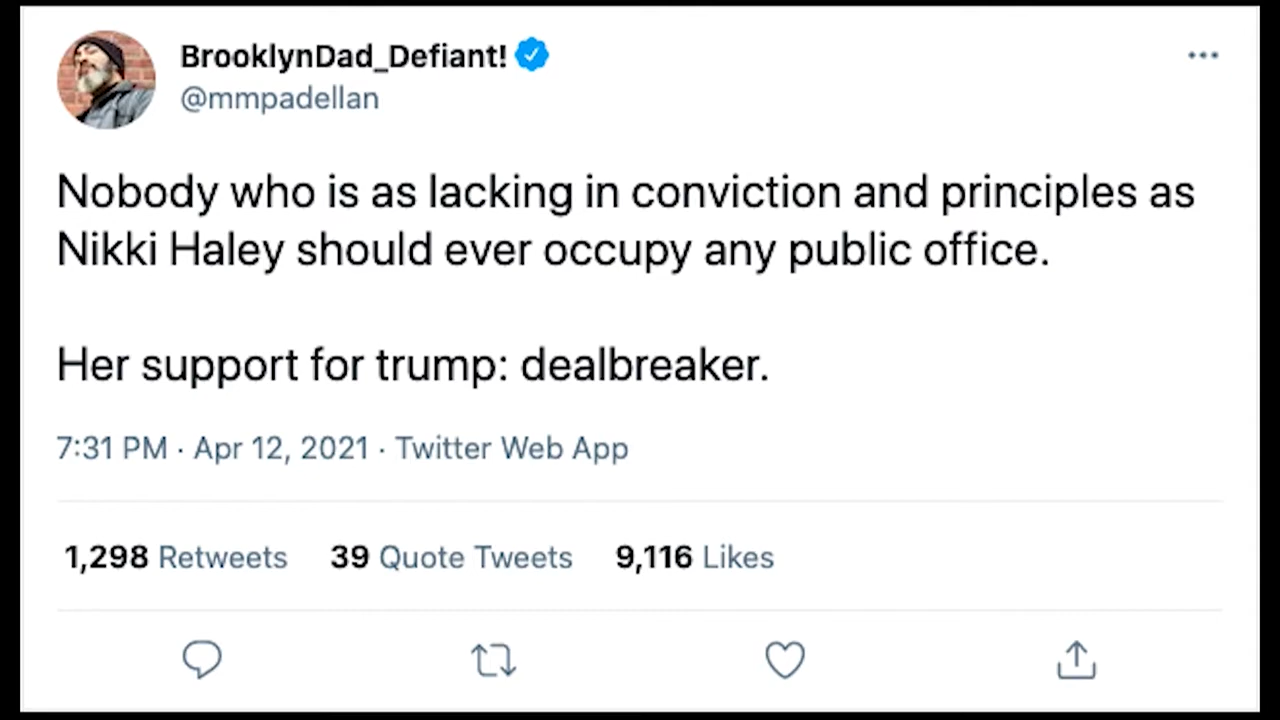 BrooklynDad_Defiant!
@mmpadellan
Nobody who is as lacking in conviction and principles as
Nikki Haley should ever occupy any public office.
Her support for trump: dealbreaker.
7:31 PM · Apr 12, 2021 · Twitter Web App
1,298 Retweets 39 Quote Tweets 9,116 Likes